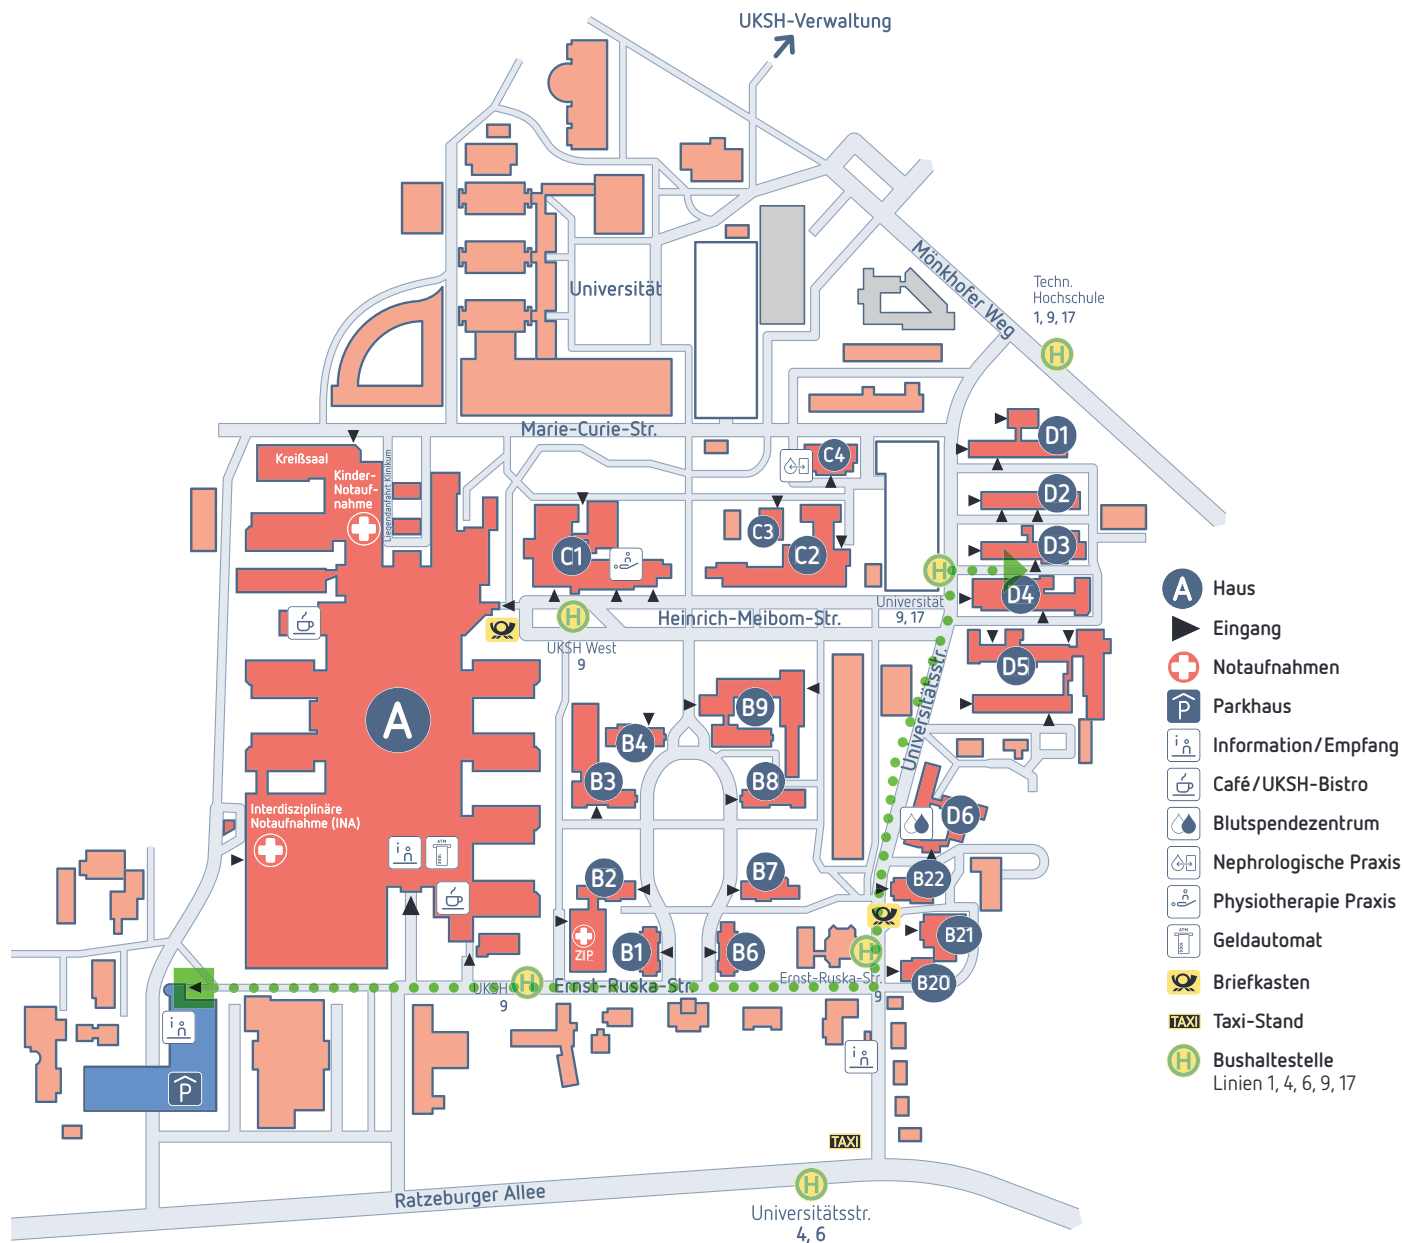 UKSH-Verwaltung
Universität
Mönkhofer Weg
Techn.
Hochschule
1, 9, 17
H
Marie-Curie-Str.
Kreißsaal
Kinder-
Notauf-
nahme
Liegendanfahrt Klinikum
C4
D1
D2
D3
D4
D5
C1
C2
C3
H
Universität
9, 17
Heinrich-Meibom-Str.
H
UKSH West
9
A
B9
B4
B3
B8
Universitätsstr.
D6
Interdisziplinäre
Notaufnahme (INA)
ATM
B2
B7
B22
ZIP
B1
B6
B21
B20
H
Ernst-Ruska-Str.
9
H
UKSH
9
Ernst-Ruska-Str.
P
TAXI
Ratzeburger Allee
H
Universitätsstr.
4, 6
A Haus
Eingang
Notaufnahmen
P Parkhaus
i Information/Empfang
Café/UKSH-Bistro
Blutspendezentrum
Nephrologische Praxis
Physiotherapie Praxis
ATM Geldautomat
Briefkasten
TAXI Taxi-Stand
H Bushaltestelle
Linien 1, 4, 6, 9, 17